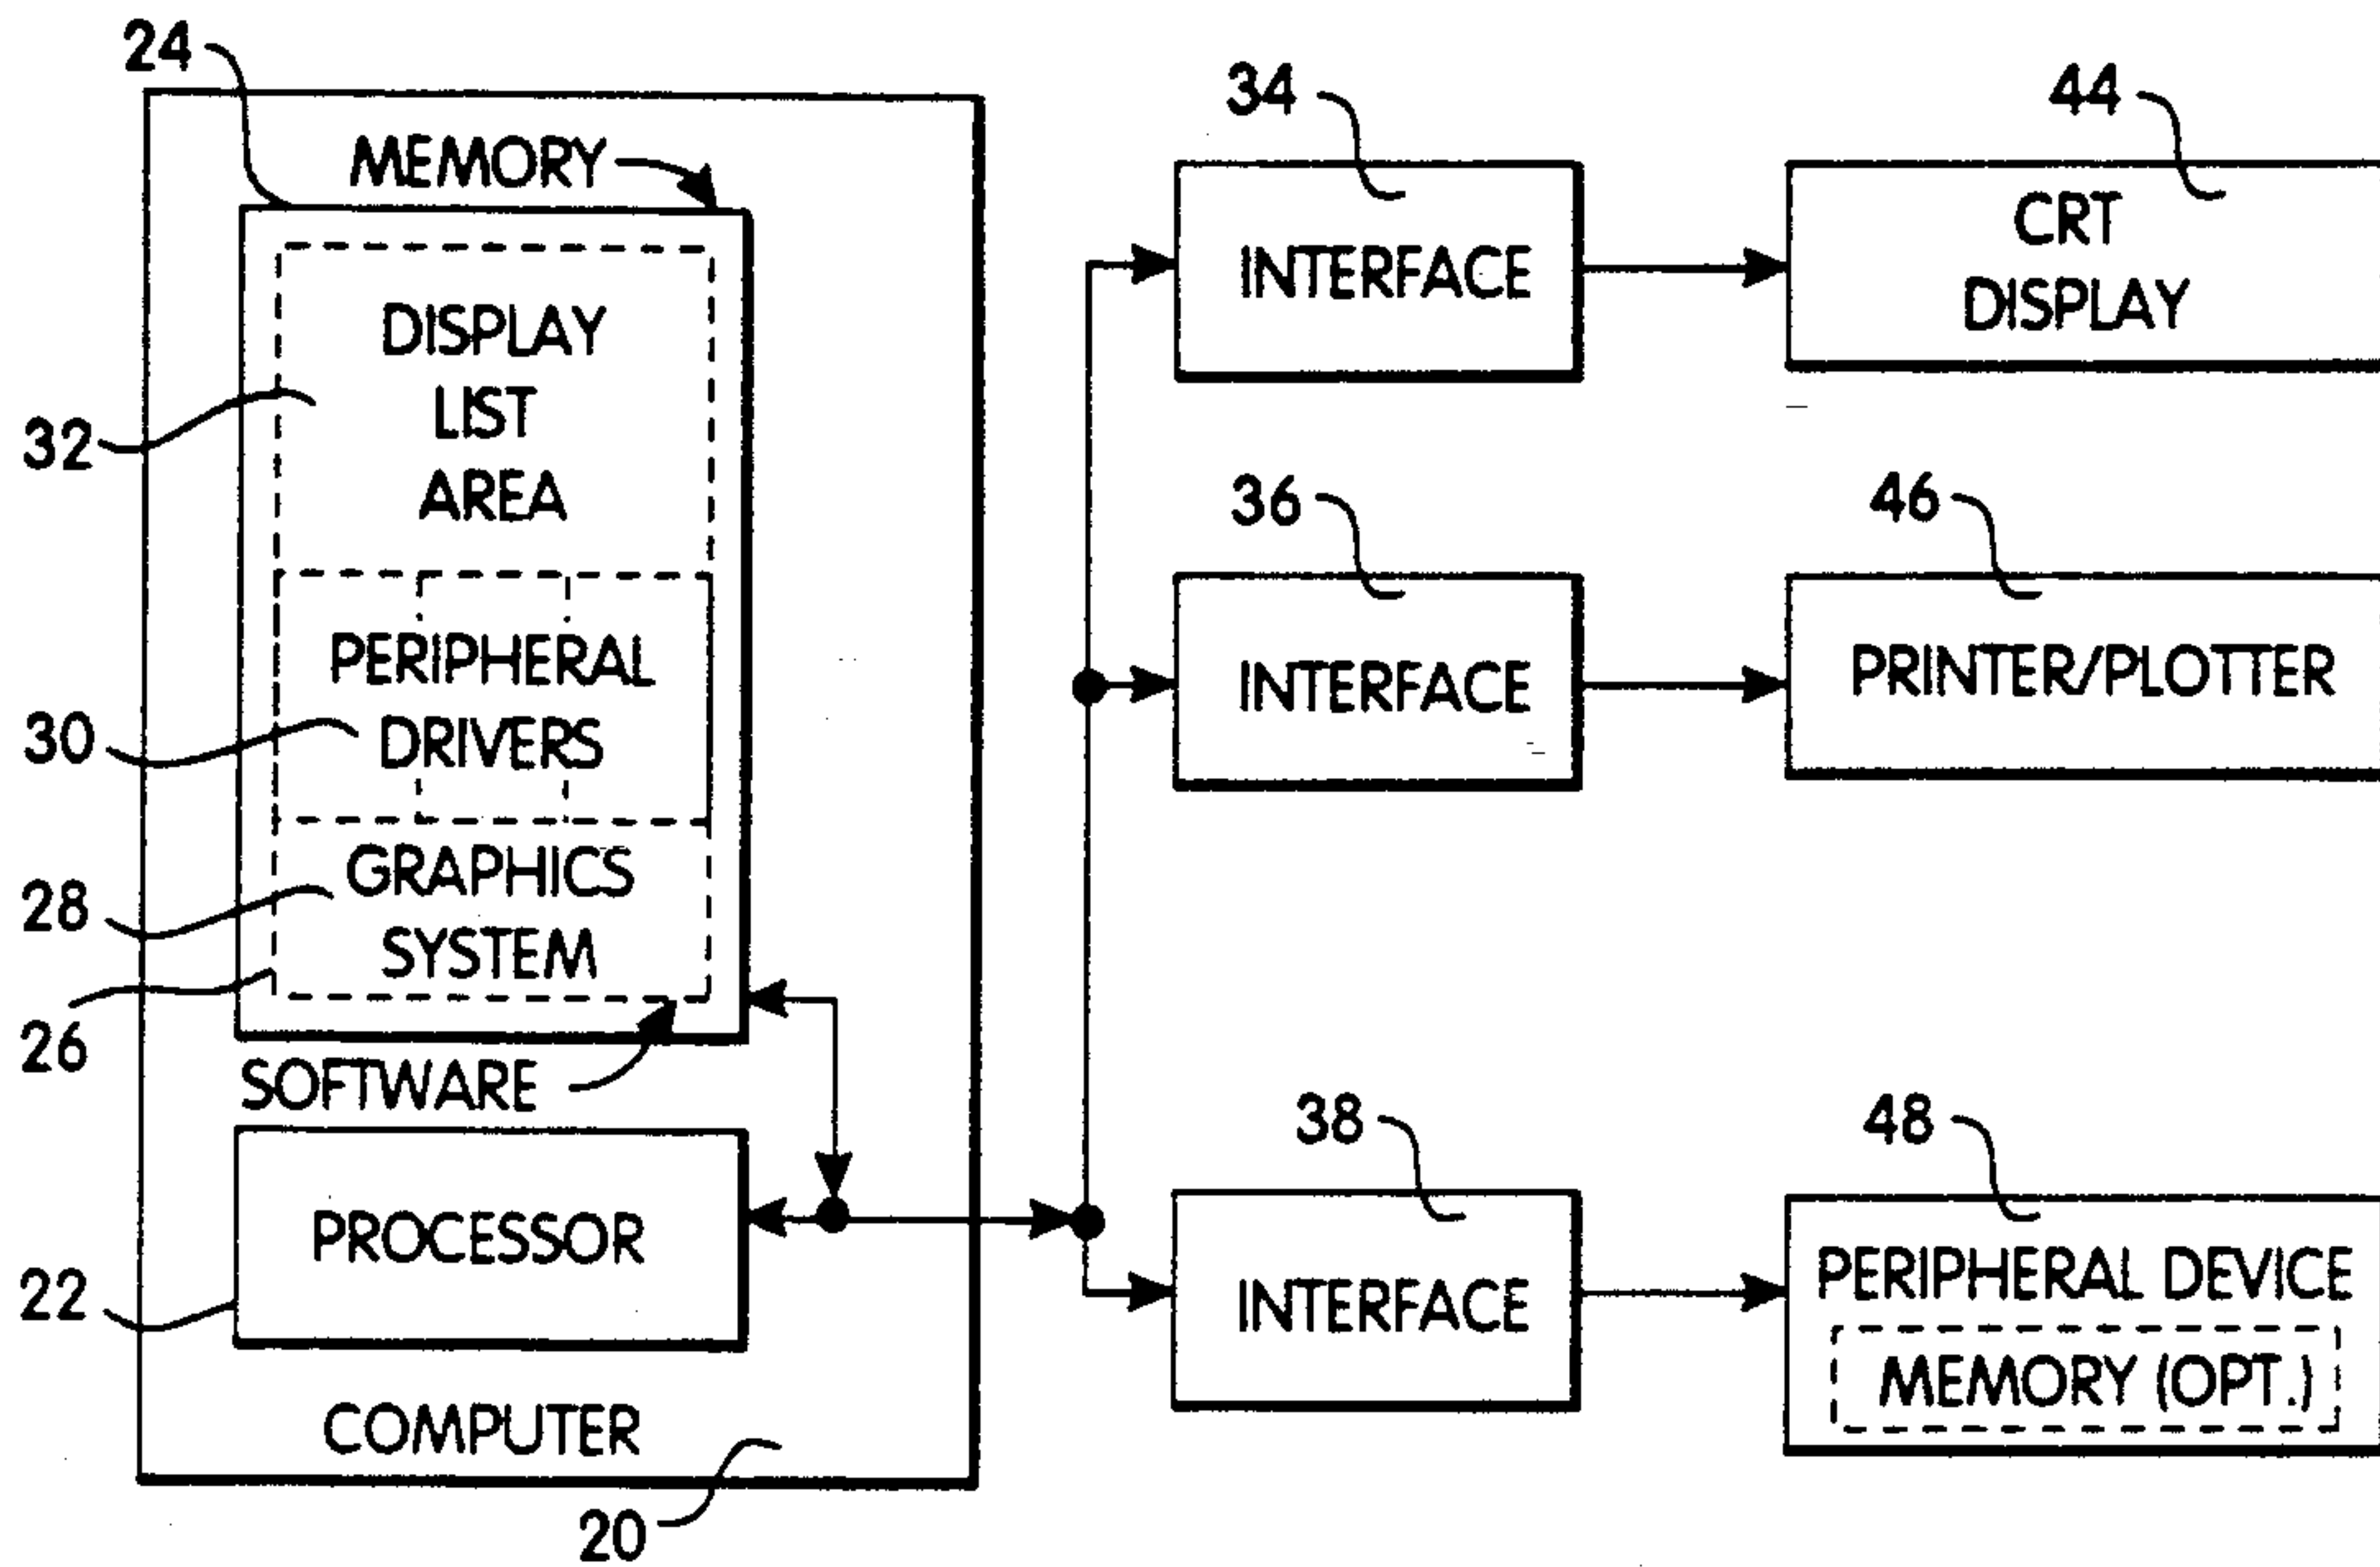 24
MEMORY
DISPLAY
LIST
AREA
32
PERIPHERAL
DRIVERS
30
GRAPHICS
SYSTEM
28
26
SOFTWARE
PROCESSOR
22
COMPUTER
20
34
INTERFACE
44
CRT
DISPLAY
36
INTERFACE
46
PRINTER/PLOTTER
38
INTERFACE
48
PERIPHERAL DEVICE
MEMORY (OPT.)